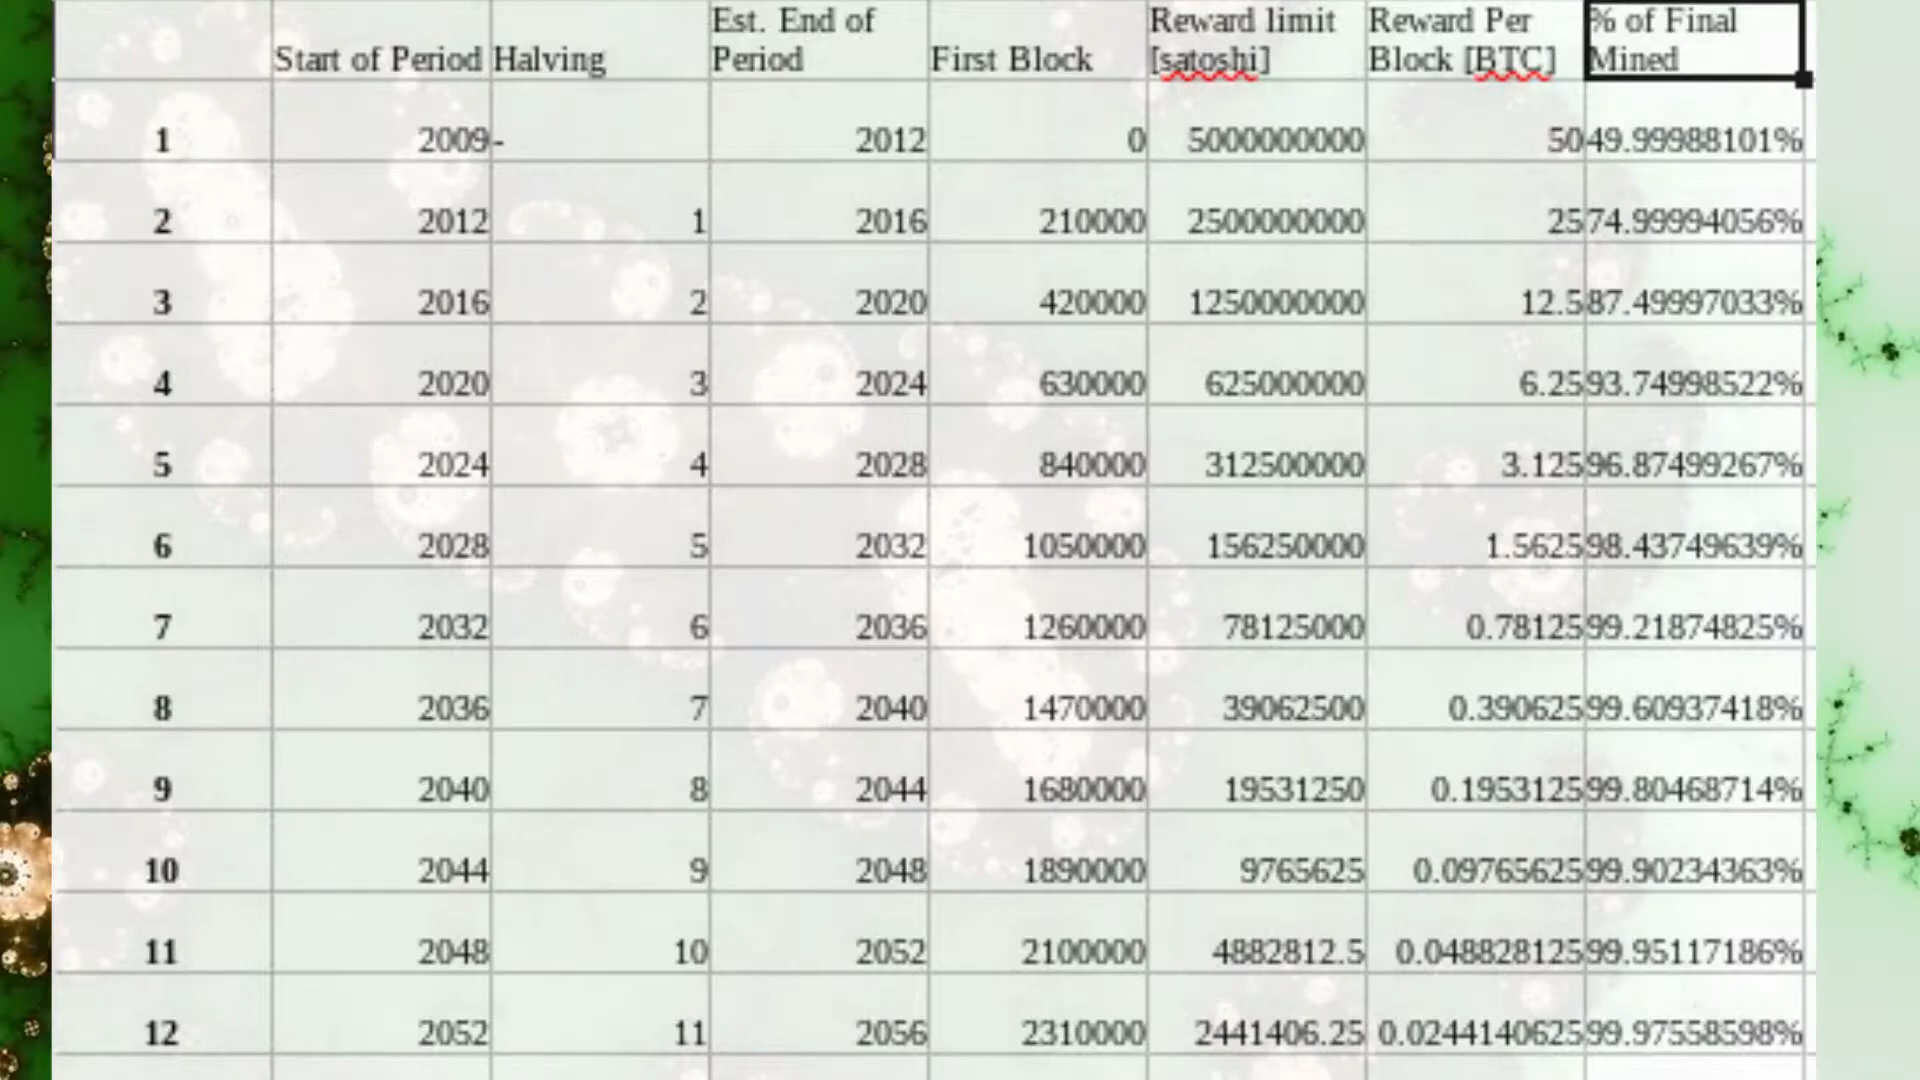 Start of Period Halving Est. End of Period First Block Reward limit [satoshi] Reward Per Block [BTC] % of Final Mined
1 2009 - 2012 0 5000000000 50 49.99988101%
2 2012 1 2016 210000 2500000000 25 74.99994056%
3 2016 2 2020 420000 1250000000 12.5 87.49997033%
4 2020 3 2024 630000 625000000 6.25 93.74998522%
5 2024 4 2028 840000 312500000 3.125 96.87499267%
6 2028 5 2032 1050000 156250000 1.5625 98.43749639%
7 2032 6 2036 1260000 78125000 0.78125 99.21874825%
8 2036 7 2040 1470000 39062500 0.390625 99.60937418%
9 2040 8 2044 1680000 19531250 0.1953125 99.80468714%
10 2044 9 2048 1890000 9765625 0.09765625 99.90234363%
11 2048 10 2052 2100000 4882812.5 0.048828125 99.95117186%
12 2052 11 2056 2310000 2441406.25 0.0244140625 99.97558598%